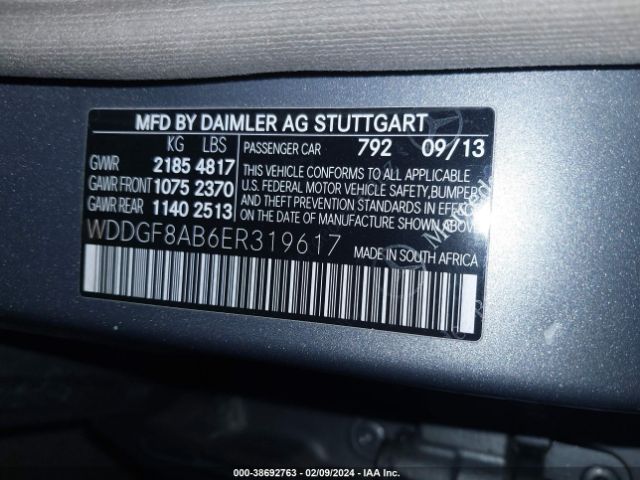 MFD BY DAIMLER AG STUTTGART
KG LBS
GWR 2185 4817
GAWR FRONT 1075 2370
GAWR REAR 1140 2513
PASSENGER CAR 792 09/13
THIS VEHICLE CONFORMS TO ALL APPLICABLE
U.S. FEDERAL MOTOR VEHICLE SAFETY, BUMPERS
AND THEFT PREVENTION STANDARDS IN EFFECT
ON THE DATE OF MANUFACTURE SHOWN ABOVE.
WDDGF8AB6ER319617
MADE IN SOUTH AFRICA
000-38692763 - 02/09/2024 - IAA Inc.